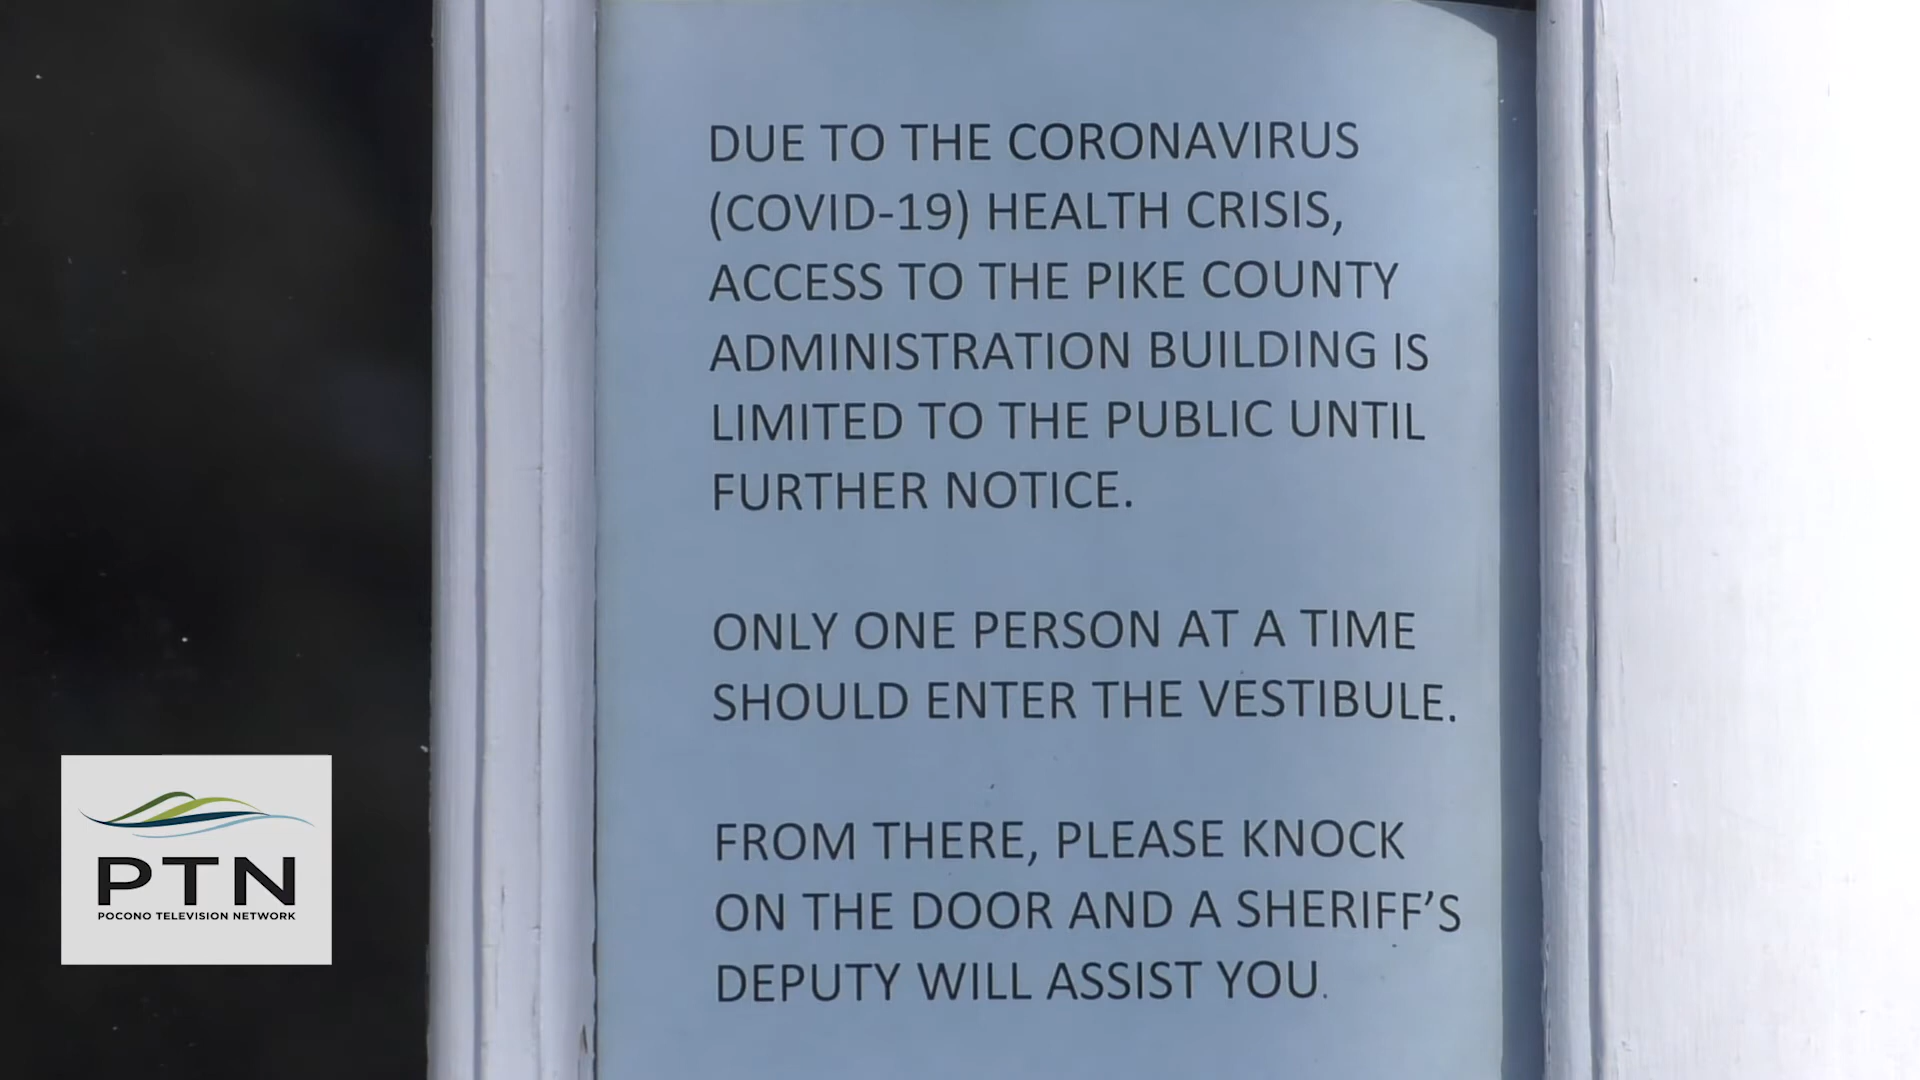 DUE TO THE CORONAVIRUS
(COVID-19) HEALTH CRISIS,
ACCESS TO THE PIKE COUNTY
ADMINISTRATION BUILDING IS
LIMITED TO THE PUBLIC UNTIL
FURTHER NOTICE.
ONLY ONE PERSON AT A TIME
SHOULD ENTER THE VESTIBULE.
FROM THERE, PLEASE KNOCK
ON THE DOOR AND A SHERIFF'S
DEPUTY WILL ASSIST YOU.
PTN
POCONO TELEVISION NETWORK